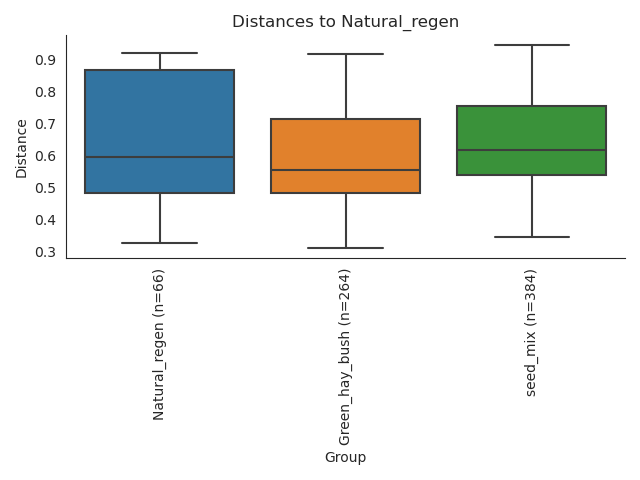 Distances to Natural_regen
Distance
0.9
0.8
0.7
0.6
0.5
0.4
0.3
Natural_regen (n=66)
Green_hay_bush (n=264)
seed_mix (n=384)
Group